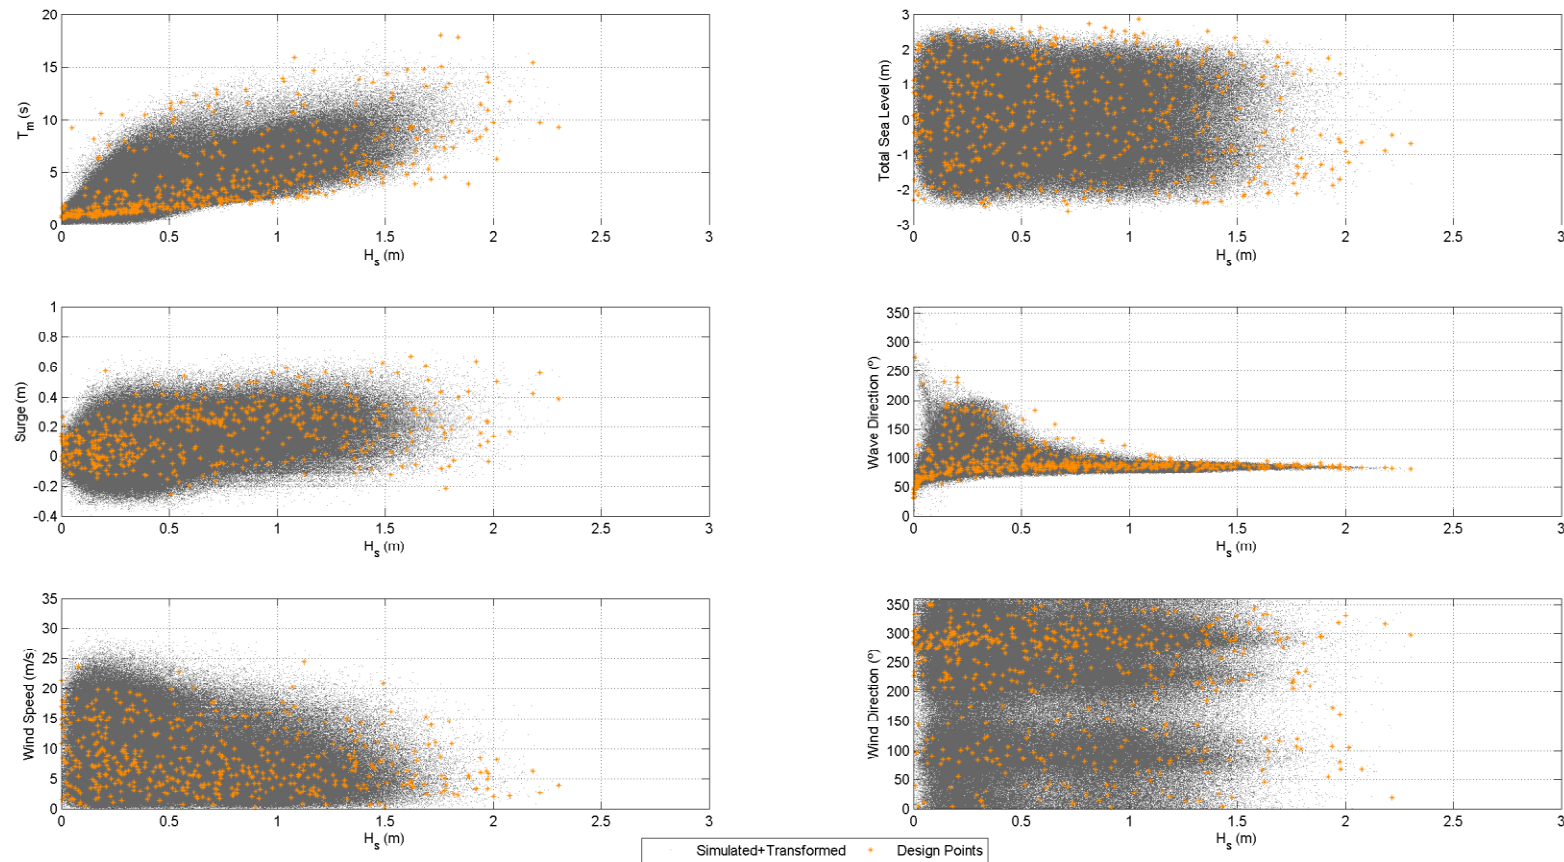 20
15
10
5
0
T_m (s)
0 0.5 1 1.5 2 2.5 3
H_s (m)
3
2
1
0
-1
-2
-3
Total Sea Level (m)
0 0.5 1 1.5 2 2.5 3
H_s (m)
1
0.8
0.6
0.4
0.2
0
-0.2
-0.4
Surge (m)
0 0.5 1 1.5 2 2.5 3
H_s (m)
350
300
250
200
150
100
50
0
Wave Direction (º)
0 0.5 1 1.5 2 2.5 3
H_s (m)
35
30
25
20
15
10
5
0
Wind Speed (m/s)
0 0.5 1 1.5 2 2.5 3
H_s (m)
350
300
250
200
150
100
50
0
Wind Direction (º)
0 0.5 1 1.5 2 2.5 3
H_s (m)
Simulated+Transformed
Design Points